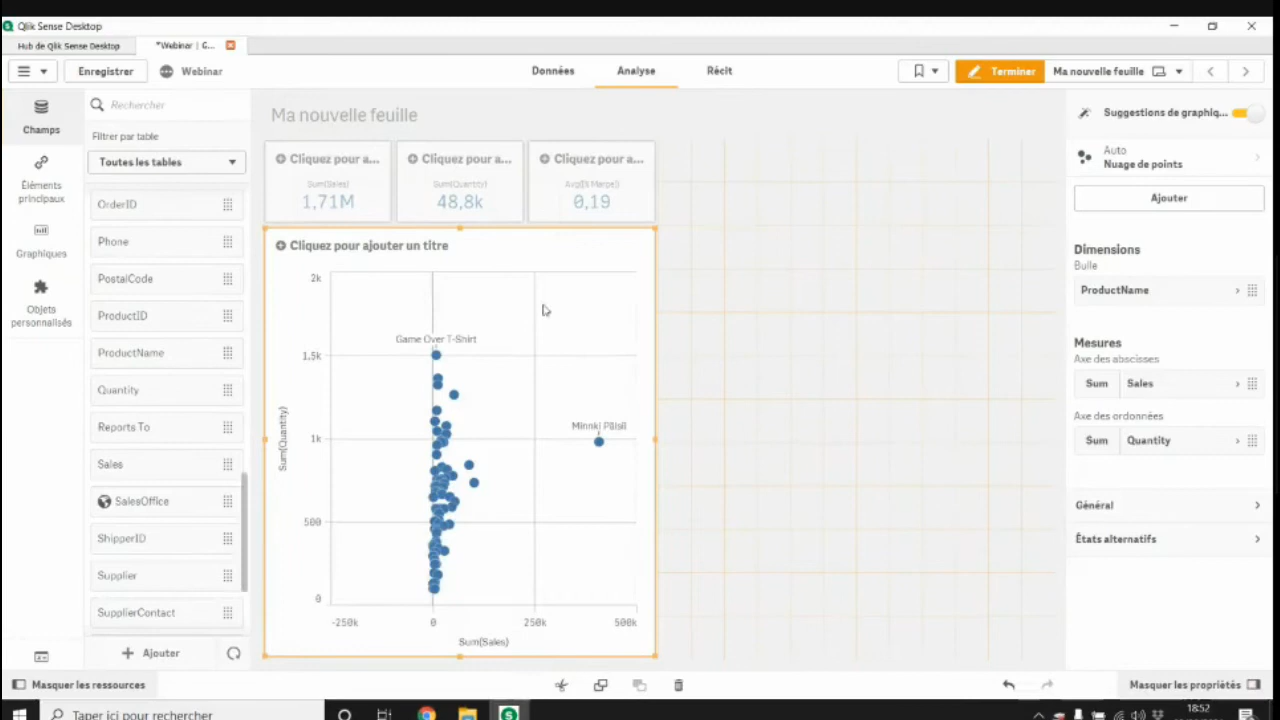 Qlik Sense Desktop
Hub de Qlik Sense Desktop
*Webinar | G...
Enregistrer
Webinar
Données
Analyse
Récit
Terminer
Ma nouvelle feuille
Champs
Éléments principaux
Graphiques
Objets personnalisés
Rechercher
Filtrer par table
Toutes les tables
OrderID
Phone
PostalCode
ProductID
ProductName
Quantity
Reports To
Sales
SalesOffice
ShipperID
Supplier
SupplierContact
Ajouter
Ma nouvelle feuille
Cliquez pour a...
Sum(Sales)
1,71M
Cliquez pour a...
Sum(Quantity)
48,8k
Cliquez pour a...
Avg([% Marge])
0,19
Cliquez pour ajouter un titre
Sum(Quantity)
2k
1,5k
1k
500
0
Game Over T-Shirt
Minnki Pälsii
-250k
0
250k
500k
Sum(Sales)
Suggestions de graphiq...
Auto
Nuage de points
Ajouter
Dimensions
Bulle
ProductName
Mesures
Axe des abscisses
Sum
Sales
Axe des ordonnées
Sum
Quantity
Général
États alternatifs
Masquer les ressources
Masquer les propriétés
Taper ici pour rechercher
18:52